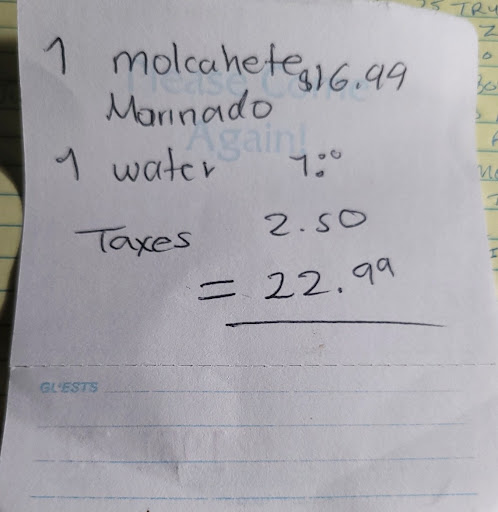 Please Come
Again!
1 molcahete $16.99
Marinado
1 water 1:00
Taxes 2.50
= 22.99
GUESTS